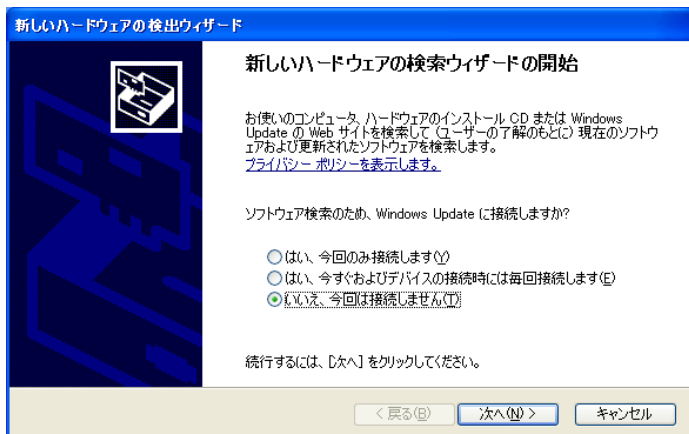 新しいハードウェアの検出ウィザード
新しいハードウェアの検索ウィザードの開始
お使いのコンピュータ、ハードウェアのインストール CD または Windows
Update の Web サイトを検索して (ユーザーの了解のもとに) 現在のソフトウ
ェアおよび更新されたソフトウェアを検索します。
プライバシー ポリシーを表示します。
ソフトウェア検索のため、Windows Update に接続しますか?
はい、今回のみ接続します(Y)
はい、今すぐおよびデバイスの接続時には毎回接続します(E)
いいえ、今回は接続しません(T)
続行するには、[次へ] をクリックしてください。
< 戻る(B)
次へ(N) >
キャンセル